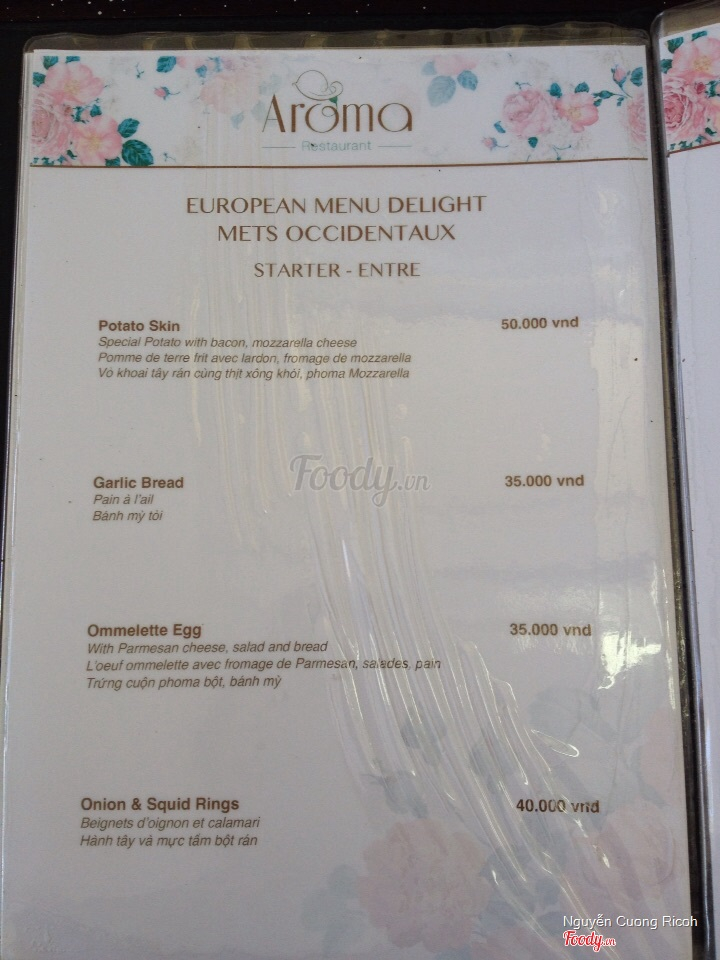 Aroma
Restaurant
EUROPEAN MENU DELIGHT
METS OCCIDENTAUX
STARTER - ENTRE
Potato Skin 50.000 vnd
Special Potato with bacon, mozzarella cheese
Pomme de terre frit avec lardon, fromage de mozzarella
Vỏ khoai tây rán cùng thịt xông khói, phoma Mozzarella
Foody.vn
Garlic Bread 35.000 vnd
Pain à l'ail
Bánh mỳ tỏi
Ommelette Egg 35.000 vnd
With Parmesan cheese, salad and bread
L'oeuf ommelette avec fromage de Parmesan, salades, pain
Trứng cuộn phoma bột, bánh mỳ
Onion & Squid Rings 40.000 vnd
Beignets d'oignon et calamari
Hành tây và mực tẩm bột rán
Nguyễn Cuong Ricoh
Foody.vn